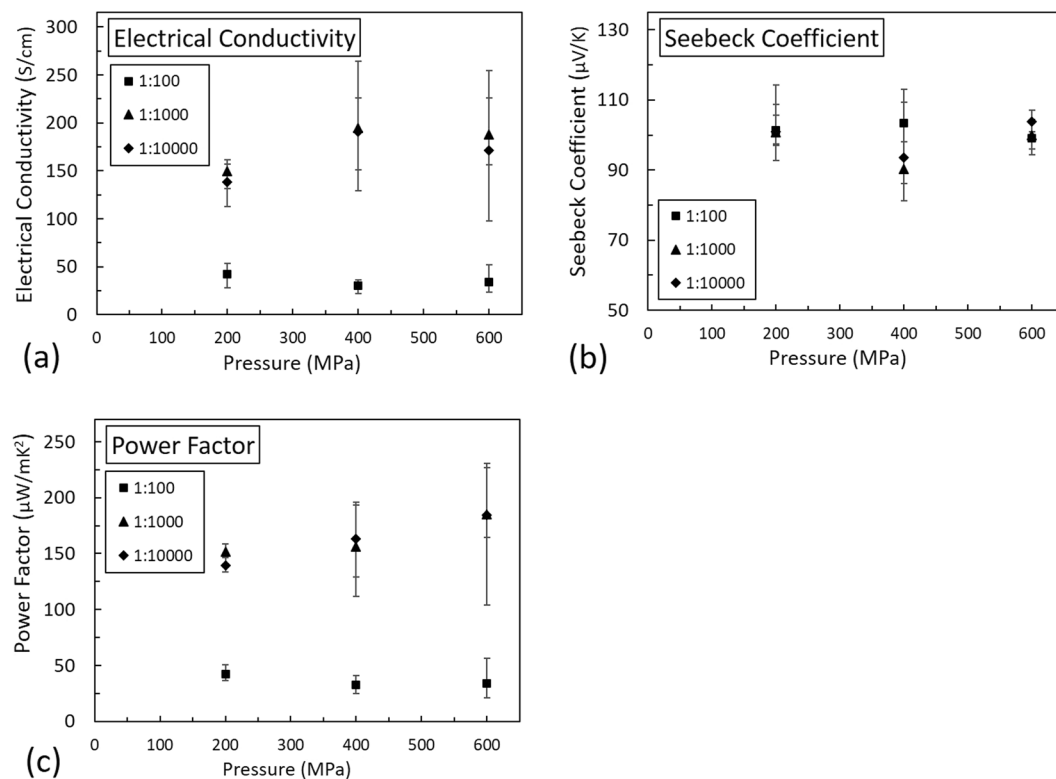 Electrical Conductivity
Electrical Conductivity (S/cm)
300
250
200
150
100
50
0
1:100
1:1000
1:10000
0 100 200 300 400 500 600
Pressure (MPa)
(a)
Seebeck Coefficient
Seebeck Coefficient (µV/K)
130
110
90
70
50
1:100
1:1000
1:10000
0 100 200 300 400 500 600
Pressure (MPa)
(b)
Power Factor
Power Factor (µW/mK²)
250
200
150
100
50
0
1:100
1:1000
1:10000
0 100 200 300 400 500 600
Pressure (MPa)
(c)